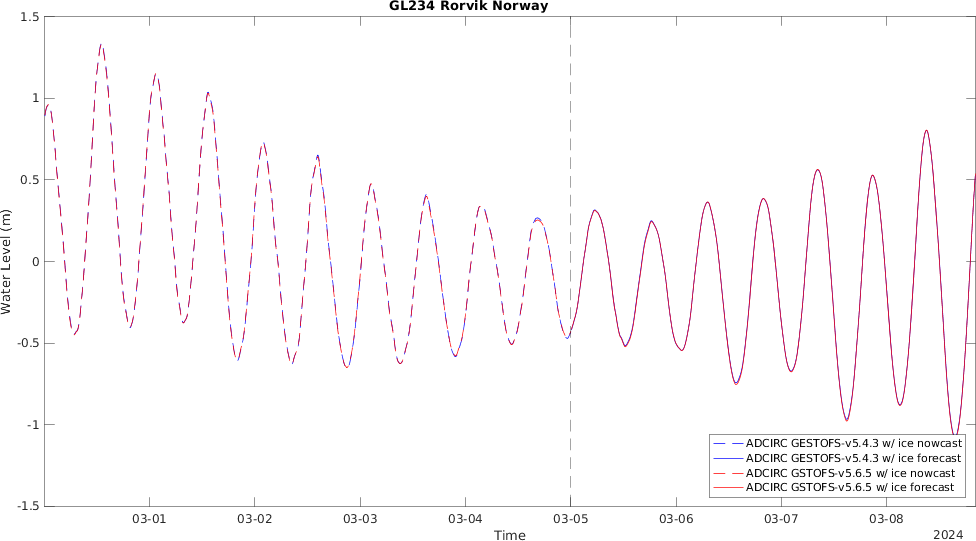 GL234 Rorvik Norway
1.5
1
0.5
0
-0.5
-1
-1.5
Water Level (m)
03-01 03-02 03-03 03-04 03-05 03-06 03-07 03-08
Time
2024
ADCIRC GESTOFS-v5.4.3 w/ ice nowcast
ADCIRC GESTOFS-v5.4.3 w/ ice forecast
ADCIRC GSTOFS-v5.6.5 w/ ice nowcast
ADCIRC GSTOFS-v5.6.5 w/ ice forecast